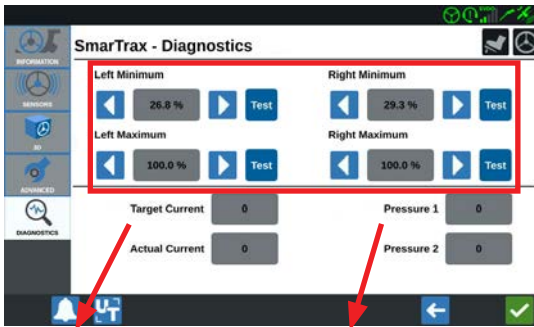 SmarTrax - Diagnostics
INFORMATION
SENSORS
3D
ADVANCED
DIAGNOSTICS
Left Minimum
Right Minimum
26.8 % Test
29.3 % Test
Left Maximum
Right Maximum
100.0 % Test
100.0 % Test
Target Current 0
Pressure 1 0
Actual Current 0
Pressure 2 0
UT